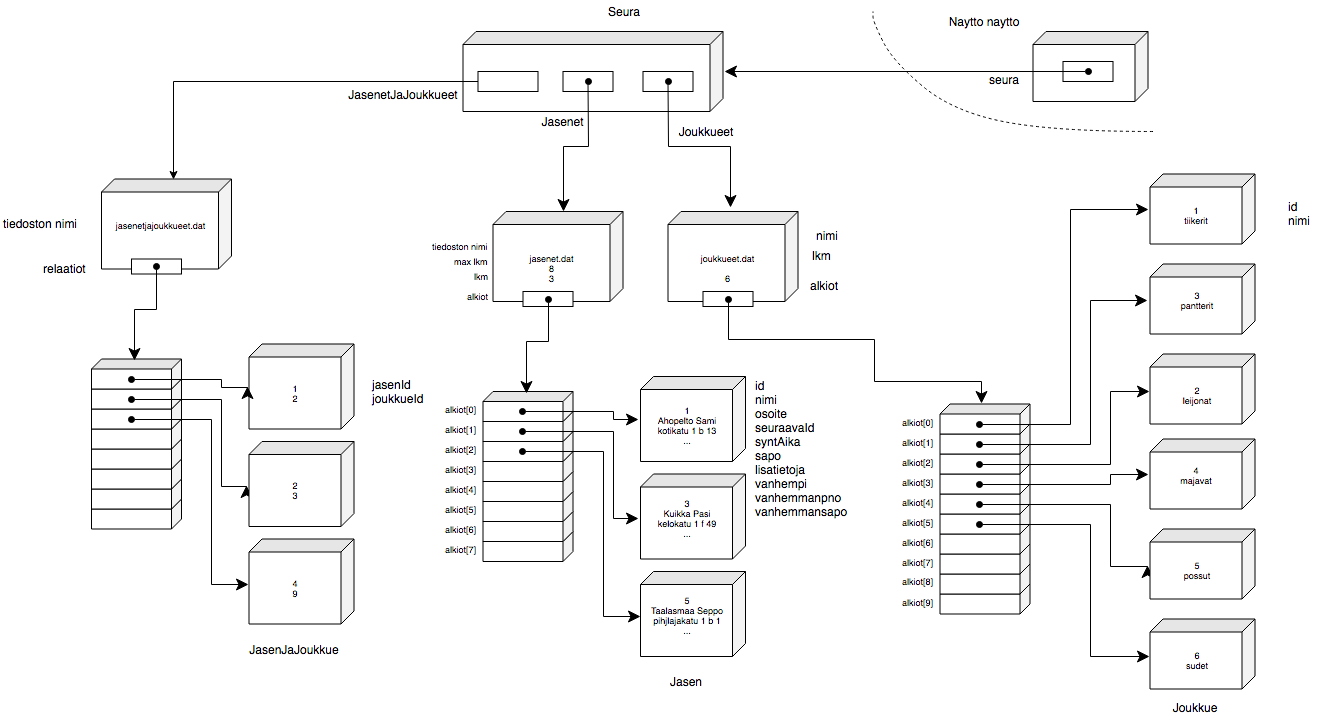 Seura
Naytto naytto
seura
JasenetJaJoukkueet
Jasenet
Joukkueet
tiedoston nimi
jasenetjajoukkueet.dat
relaatiot
1
2
jasenId
joukkueId
2
3
4
9
JasenJaJoukkue
tiedoston nimi
max lkm
lkm
alkiot
jasenet.dat
8
3
alkiot[0]
alkiot[1]
alkiot[2]
alkiot[3]
alkiot[4]
alkiot[5]
alkiot[6]
alkiot[7]
1
Ahopelto Sami
kotikatu 1 b 13
...
3
Kuikka Pasi
kelokatu 1 f 49
...
5
Taalasmaa Seppo
pihjlajakatu 1 b 1
...
id
nimi
osoite
seuraavaId
syntAika
sapo
lisatietoja
vanhempi
vanhemmanpno
vanhemmansapo
Jasen
joukkueet.dat
6
nimi
lkm
alkiot
alkiot[0]
alkiot[1]
alkiot[2]
alkiot[3]
alkiot[4]
alkiot[5]
alkiot[6]
alkiot[7]
alkiot[8]
alkiot[9]
1
tiikerit
id
nimi
3
pantterit
2
leijonat
4
majavat
5
possut
6
sudet
Joukkue